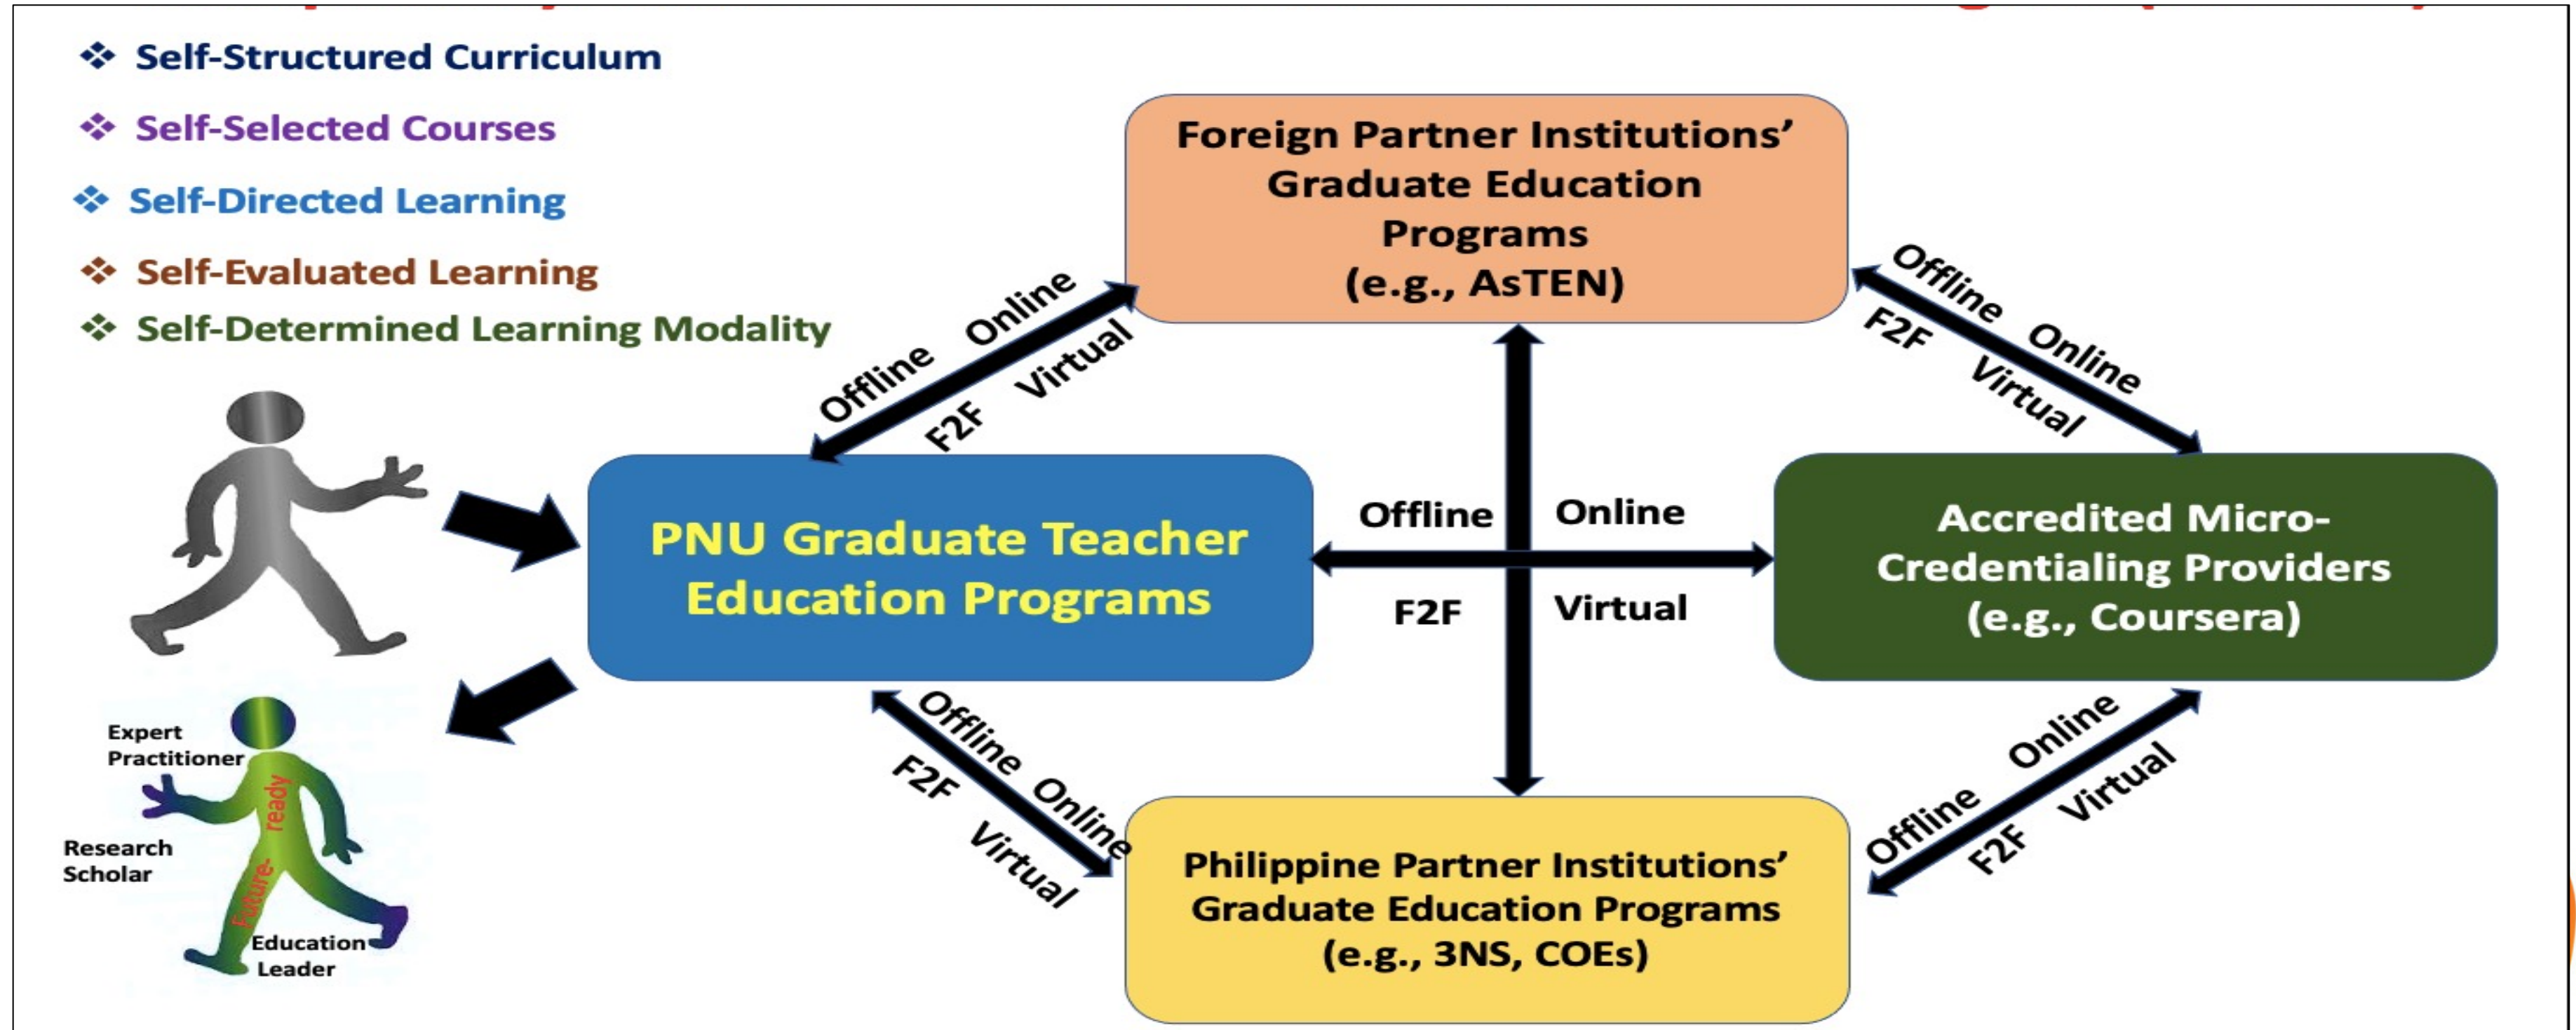 Self-Structured Curriculum
Self-Selected Courses
Self-Directed Learning
Self-Evaluated Learning
Self-Determined Learning Modality
Foreign Partner Institutions’
Graduate Education
Programs
(e.g., AsTEN)
Offline Online
F2F Virtual
Offline Online
F2F Virtual
PNU Graduate Teacher
Education Programs
Offline Online
F2F Virtual
Accredited Micro-
Credentialing Providers
(e.g., Coursera)
Offline Online
F2F Virtual
Offline Online
F2F Virtual
Philippine Partner Institutions’
Graduate Education Programs
(e.g., 3NS, COEs)
Expert
Practitioner
Research
Scholar
Future-
ready
Education
Leader